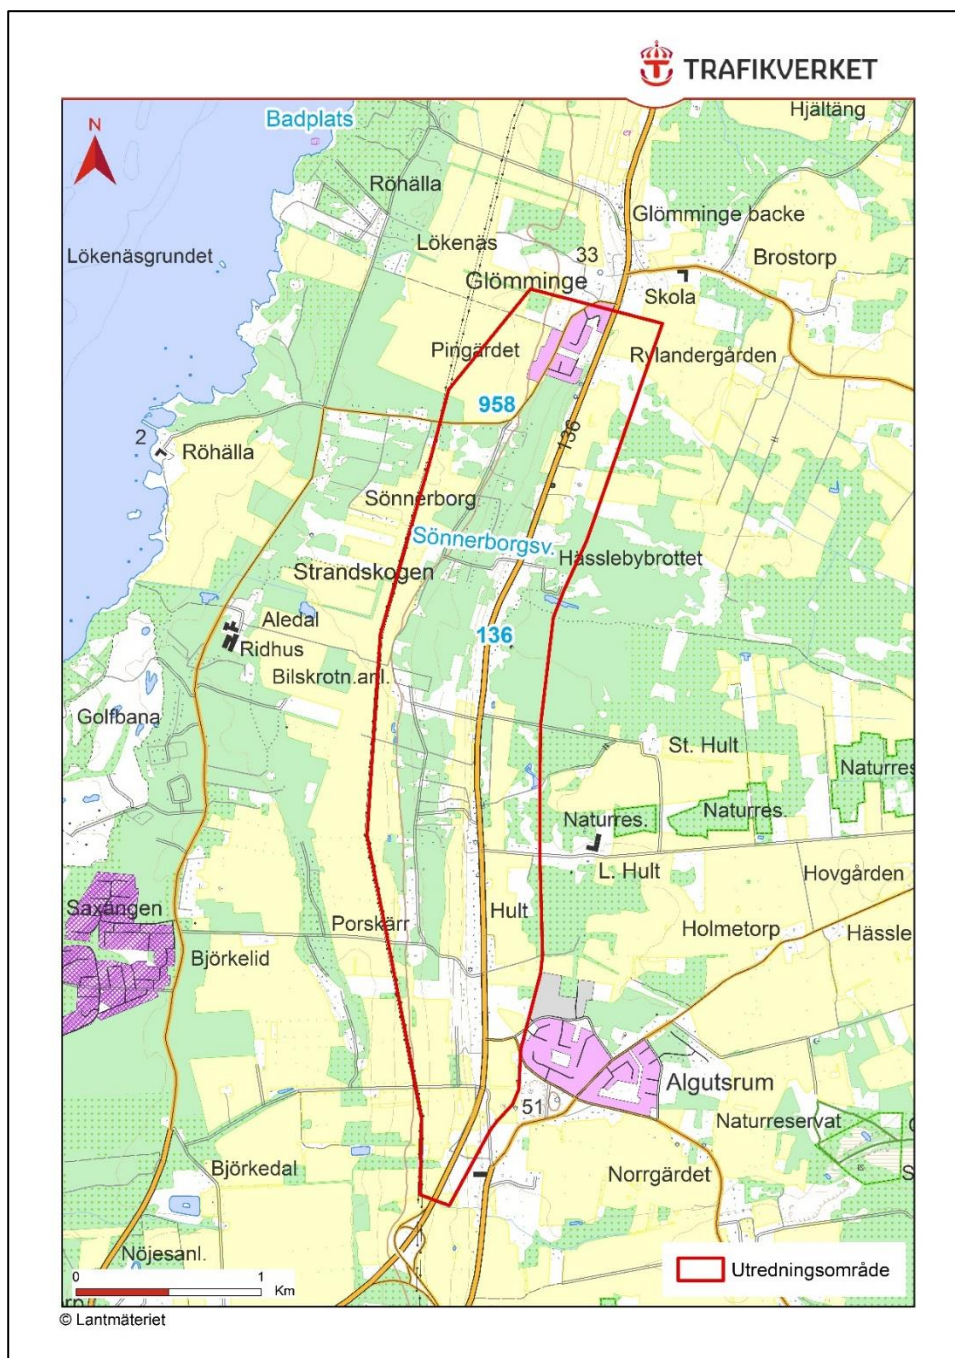 TRAFIKVERKET
Badplats
Hjältäng
N
Röhälla
Glömminge backe
Lökenäs
Lökenäsgrundet
33
Brostorp
Glömminge
Skola
Pingärdet
Rylandergården
958
136
2
Röhälla
Sönnerborg
Sönnerborgsv.
Hässlebybrottet
Strandskogen
Aledal
136
Ridhus
Bilskrotn.anl.
Golfbana
St. Hult
Naturres
Naturres.
Naturres.
L. Hult
Hovgården
Saxängen
Hult
Porskärr
Holmetorp
Hässle
Björkelid
Algutsrum
51
Naturreservat
Björkedal
Norrgärdet
S
Nöjesanl.
Utredningsområde
0 1
Km
© Lantmäteriet